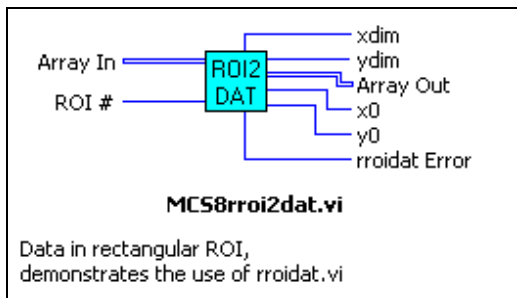 xdim
Array In
ydim
ROI2
DAT
Array Out
ROI #
x0
y0
rroidat Error
MCS8rroi2dat.vi
Data in rectangular ROI,
demonstrates the use of rroidat.vi